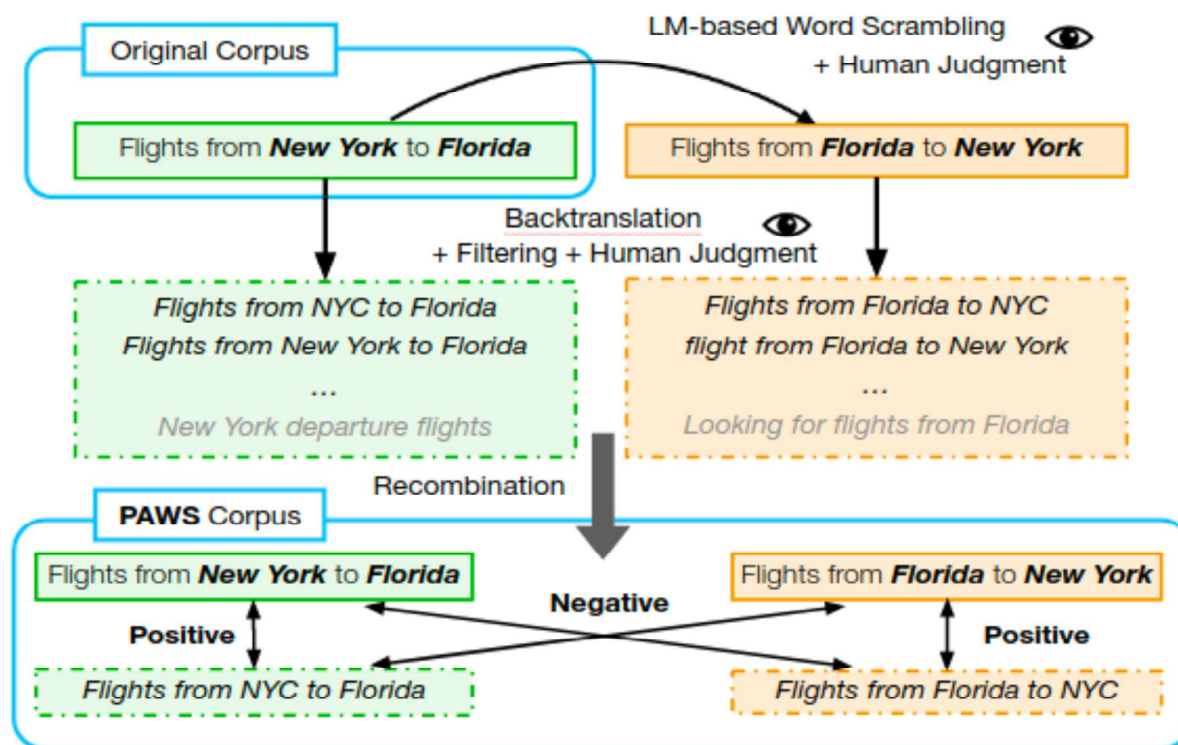 Original Corpus
LM-based Word Scrambling
+ Human Judgment
Flights from New York to Florida
Flights from Florida to New York
Backtranslation
+ Filtering + Human Judgment
Flights from NYC to Florida
Flights from New York to Florida
...
New York departure flights
Flights from Florida to NYC
flight from Florida to New York
...
Looking for flights from Florida
Recombination
PAWS Corpus
Flights from New York to Florida
Flights from Florida to New York
Negative
Positive
Positive
Flights from NYC to Florida
Flights from Florida to NYC